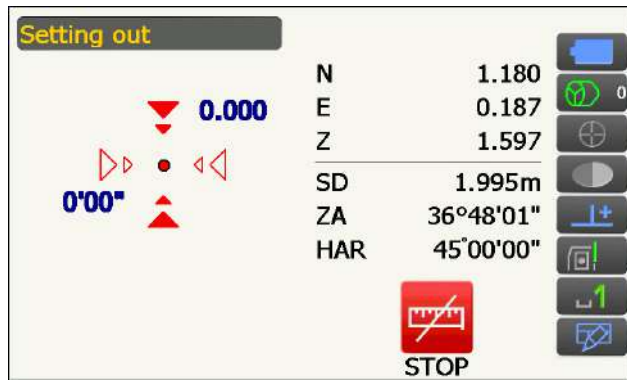 Setting out
0.000
0'00"
N 1.180
E 0.187
Z 1.597
SD 1.995m
ZA 36°48'01"
HAR 45°00'00"
STOP
0
1